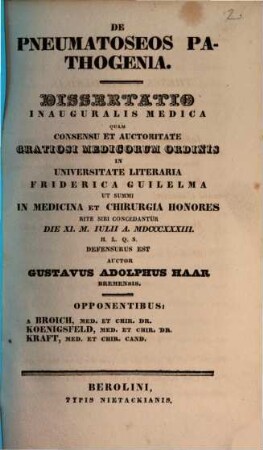 2.
DE
PNEUMATOSEOS PA-
THOGENIA.
DISSERTATIO
INAUGURALIS MEDICA
QUAM
CONSENSU ET AUCTORITATE
GRATIOSI MEDICORUM ORDINIS
IN
UNIVERSITATE LITERARIA
FRIDERICA GUILELMA
UT SUMMI
IN MEDICINA ET CHIRURGIA HONORES
RITE SIBI CONCEDANTUR
DIE XI. M. IULII A. MDCCCXXXIII.
H. L. Q. S.
DEFENSURUS EST
AUCTOR
GUSTAVUS ADOLPHUS HAAR
BREMENSIS.
OPPONENTIBUS:
A BROICH, MED. ET CHIR. DR.
KOENIGSFELD, MED. ET CHIR. DR.
KRAFT, MED. ET CHIR. CAND.
BEROLINI,
TYPIS NIETACKIANIS,